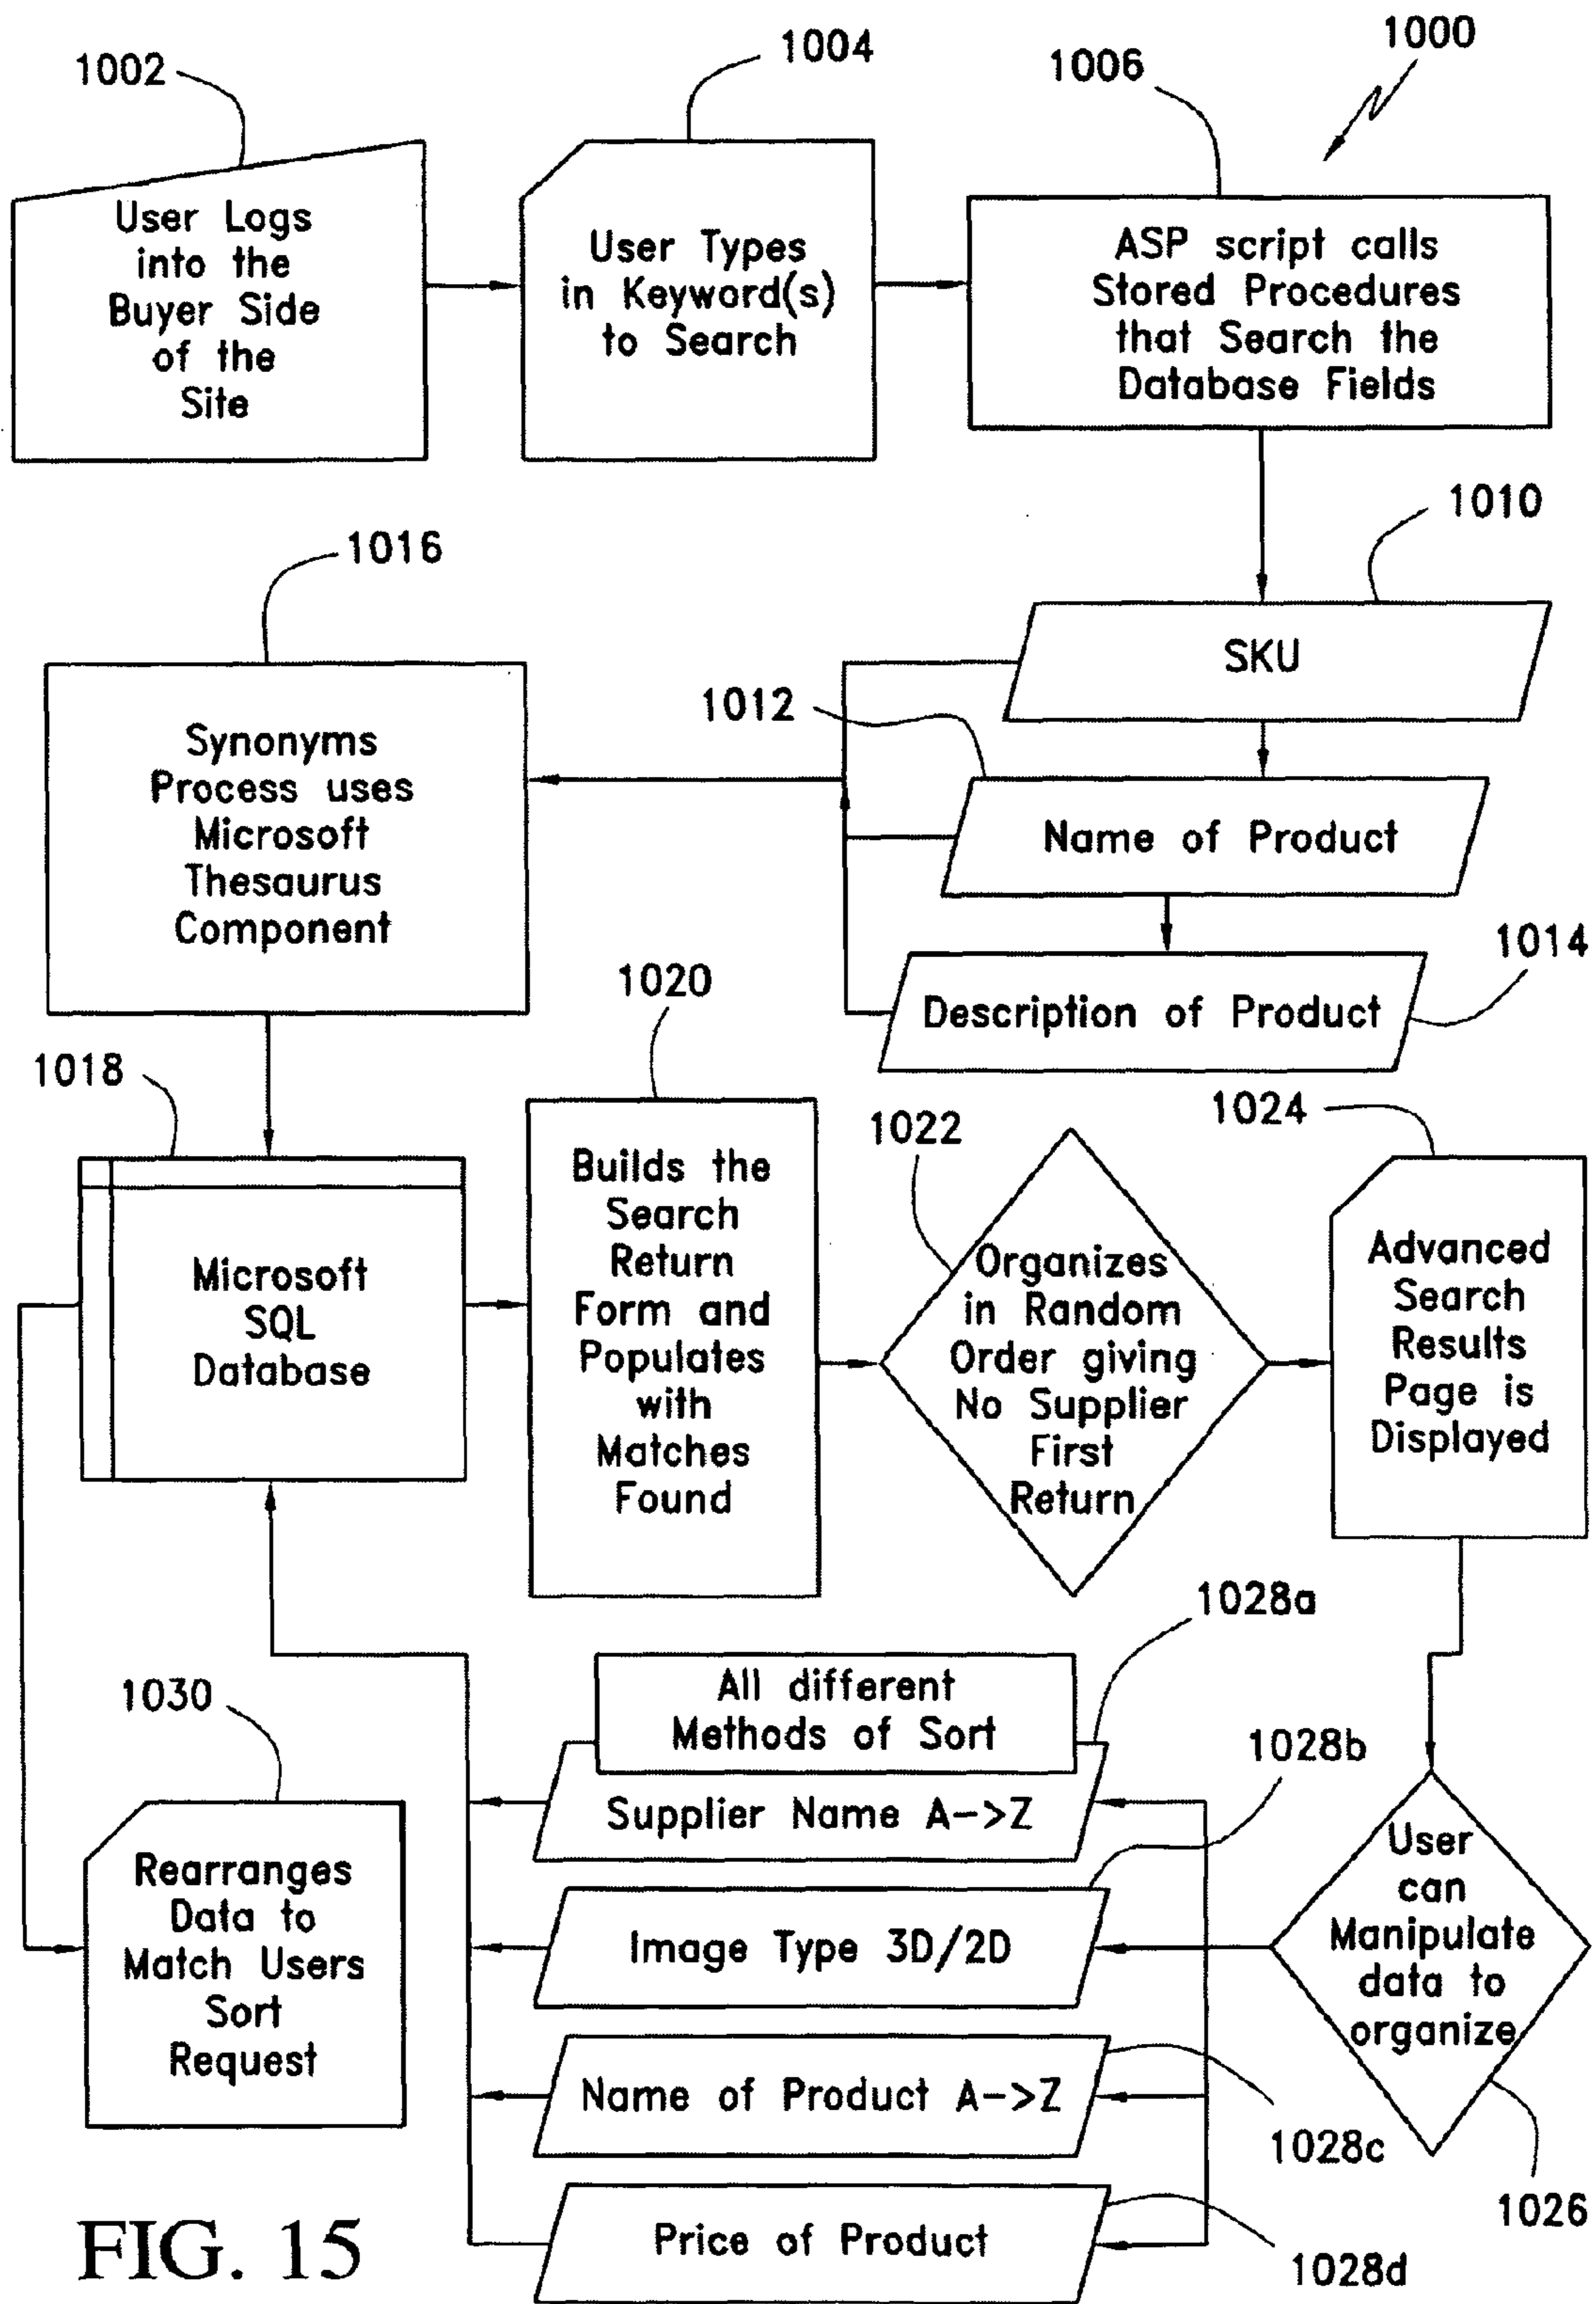 1000
1002
1004
1006
User Logs
into the
Buyer Side
of the
Site
User Types
in Keyword(s)
to Search
ASP script calls
Stored Procedures
that Search the
Database Fields
1010
SKU
1012
Name of Product
1014
Description of Product
1016
Synonyms
Process uses
Microsoft
Thesaurus
Component
1018
Microsoft
SQL
Database
1020
Builds the
Search
Return
Form and
Populates
with
Matches
Found
1022
Organizes
in Random
Order giving
No Supplier
First
Return
1024
Advanced
Search
Results
Page is
Displayed
1028a
All different
Methods of Sort
Supplier Name A->Z
1028b
Image Type 3D/2D
Name of Product A->Z
1028c
Price of Product
1028d
User
can
Manipulate
data to
organize
1026
1030
Rearranges
Data to
Match Users
Sort
Request
FIG. 15